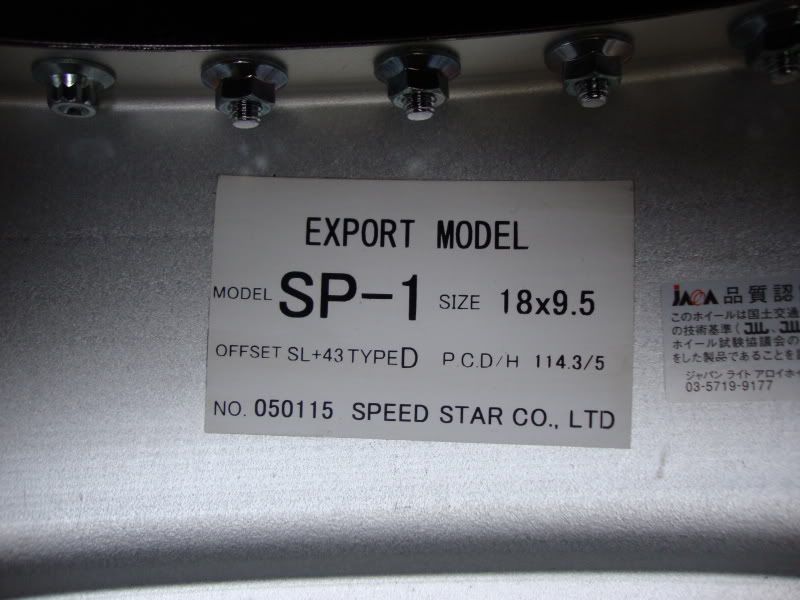 EXPORT MODEL
MODEL SP-1 SIZE 18x9.5
OFFSET SL+43 TYPE D P.C.D/H 114.3/5
NO. 050115 SPEED STAR CO., LTD
JAWA 品質認
このホイールは国土交通
の技術基準(JWL、JWL
ホイール試験協議会の
をした製品であることを
ジャパン ライト アロイホイ
03-5719-9177